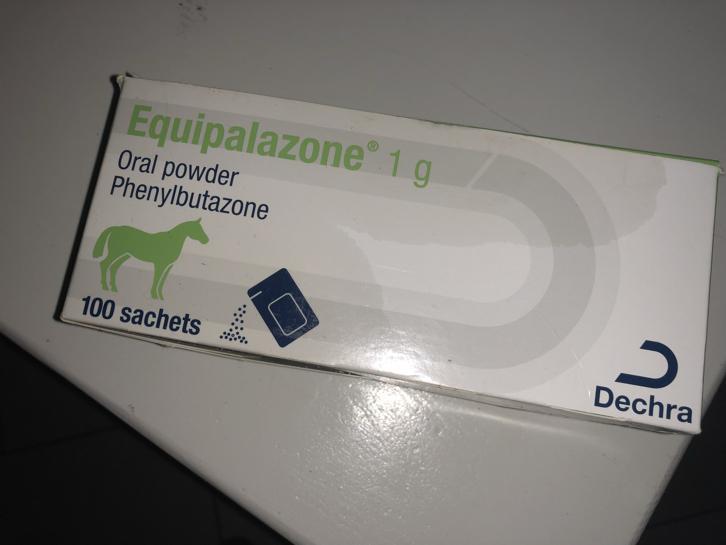 Equipalazone® 1 g
Oral powder
Phenylbutazone
100 sachets
Dechra